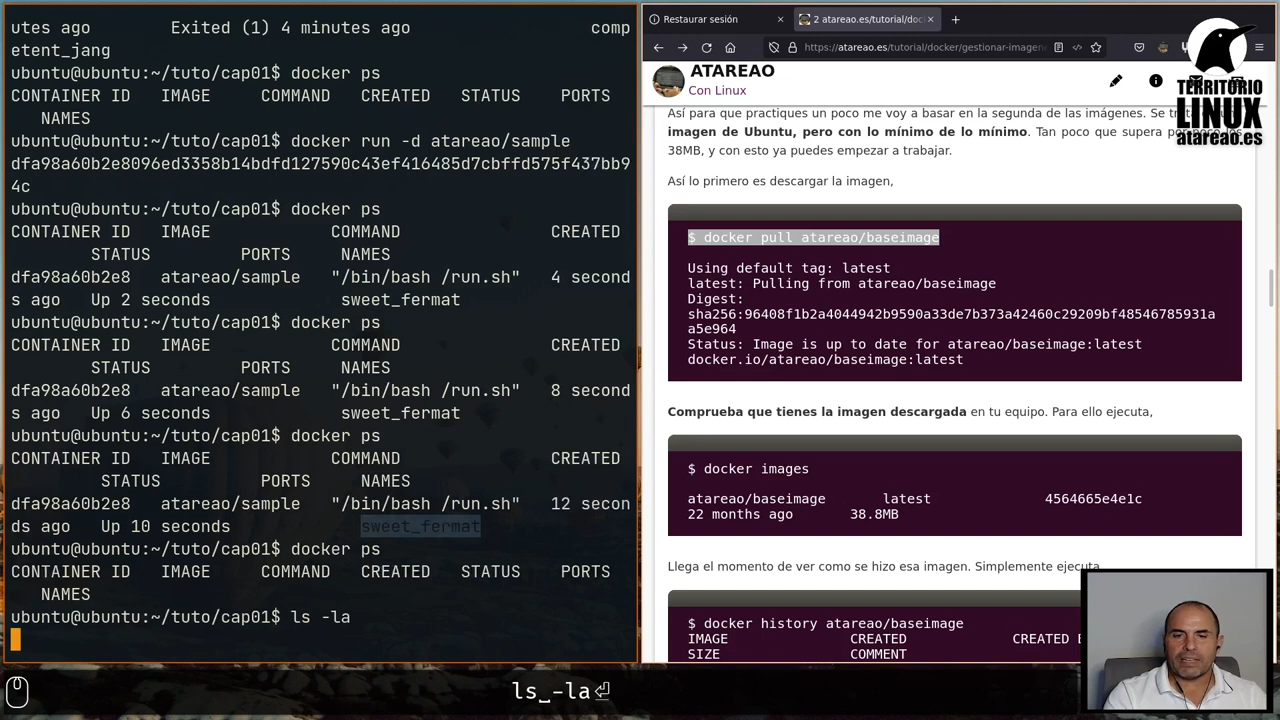 utes ago     Exited (1) 4 minutes ago     comp
etent_jang
ubuntu@ubuntu:~/tuto/cap01$ docker ps
CONTAINER ID   IMAGE     COMMAND   CREATED   STATUS    PORTS
   NAMES
ubuntu@ubuntu:~/tuto/cap01$ docker run -d atareao/sample
dfa98a60b2e8096ed3358b14bdfd127590c43ef416485d7cbffd575f437bb9
4c
ubuntu@ubuntu:~/tuto/cap01$ docker ps
CONTAINER ID   IMAGE            COMMAND               CREATED
        STATUS         PORTS     NAMES
dfa98a60b2e8   atareao/sample   "/bin/bash /run.sh"   4 second
s ago   Up 2 seconds             sweet_fermat
ubuntu@ubuntu:~/tuto/cap01$ docker ps
CONTAINER ID   IMAGE            COMMAND               CREATED
        STATUS         PORTS     NAMES
dfa98a60b2e8   atareao/sample   "/bin/bash /run.sh"   8 second
s ago   Up 6 seconds             sweet_fermat
ubuntu@ubuntu:~/tuto/cap01$ docker ps
CONTAINER ID   IMAGE            COMMAND               CREATED
         STATUS          PORTS     NAMES
dfa98a60b2e8   atareao/sample   "/bin/bash /run.sh"   12 secon
ds ago   Up 10 seconds             sweet_fermat
ubuntu@ubuntu:~/tuto/cap01$ docker ps
CONTAINER ID   IMAGE     COMMAND   CREATED   STATUS    PORTS
   NAMES
ubuntu@ubuntu:~/tuto/cap01$ ls -la
ls_-la⏎
Restaurar sesión
2 atareao.es/tutorial/doc
https://atareao.es/tutorial/docker/gestionar-imagene
ATAREAO
Con Linux
TERRITORIO
LINUX
atareao.es
Así para que practiques un poco me voy a basar en la segunda de las imágenes. Se tr
imagen de Ubuntu, pero con lo mínimo de lo mínimo. Tan poco que supera por poco los
38MB, y con esto ya puedes empezar a trabajar.
Así lo primero es descargar la imagen,
$ docker pull atareao/baseimage
Using default tag: latest
latest: Pulling from atareao/baseimage
Digest:
sha256:96408f1b2a4044942b9590a33de7b373a42460c29209bf48546785931a
a5e964
Status: Image is up to date for atareao/baseimage:latest
docker.io/atareao/baseimage:latest
Comprueba que tienes la imagen descargada en tu equipo. Para ello ejecuta,
$ docker images
atareao/baseimage       latest              4564665e4e1c
22 months ago       38.8MB
Llega el momento de ver como se hizo esa imagen. Simplemente ejecuta
$ docker history atareao/baseimage
IMAGE               CREATED             CREATED B
SIZE                COMMENT